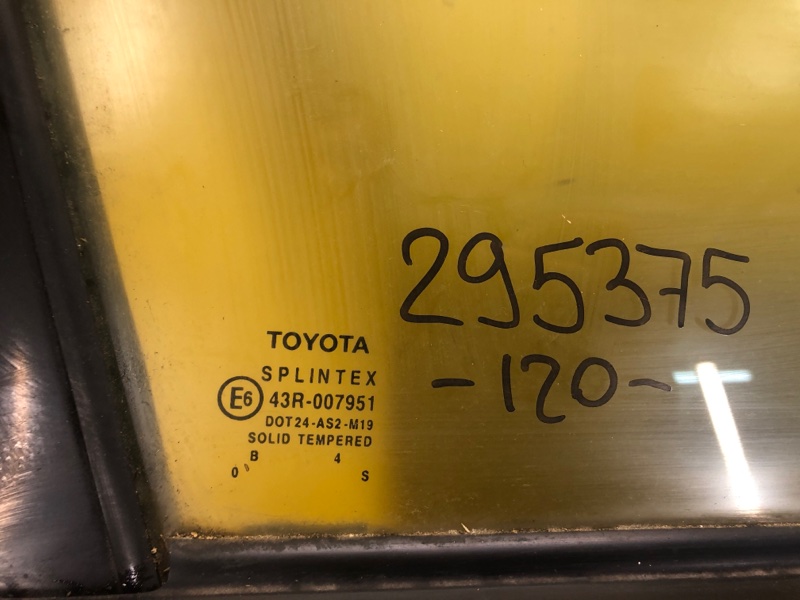 295375
-120-
TOYOTA
SPLINTEX
E6 43R-007951
DOT24-AS2-M19
SOLID TEMPERED
B 4
0 S